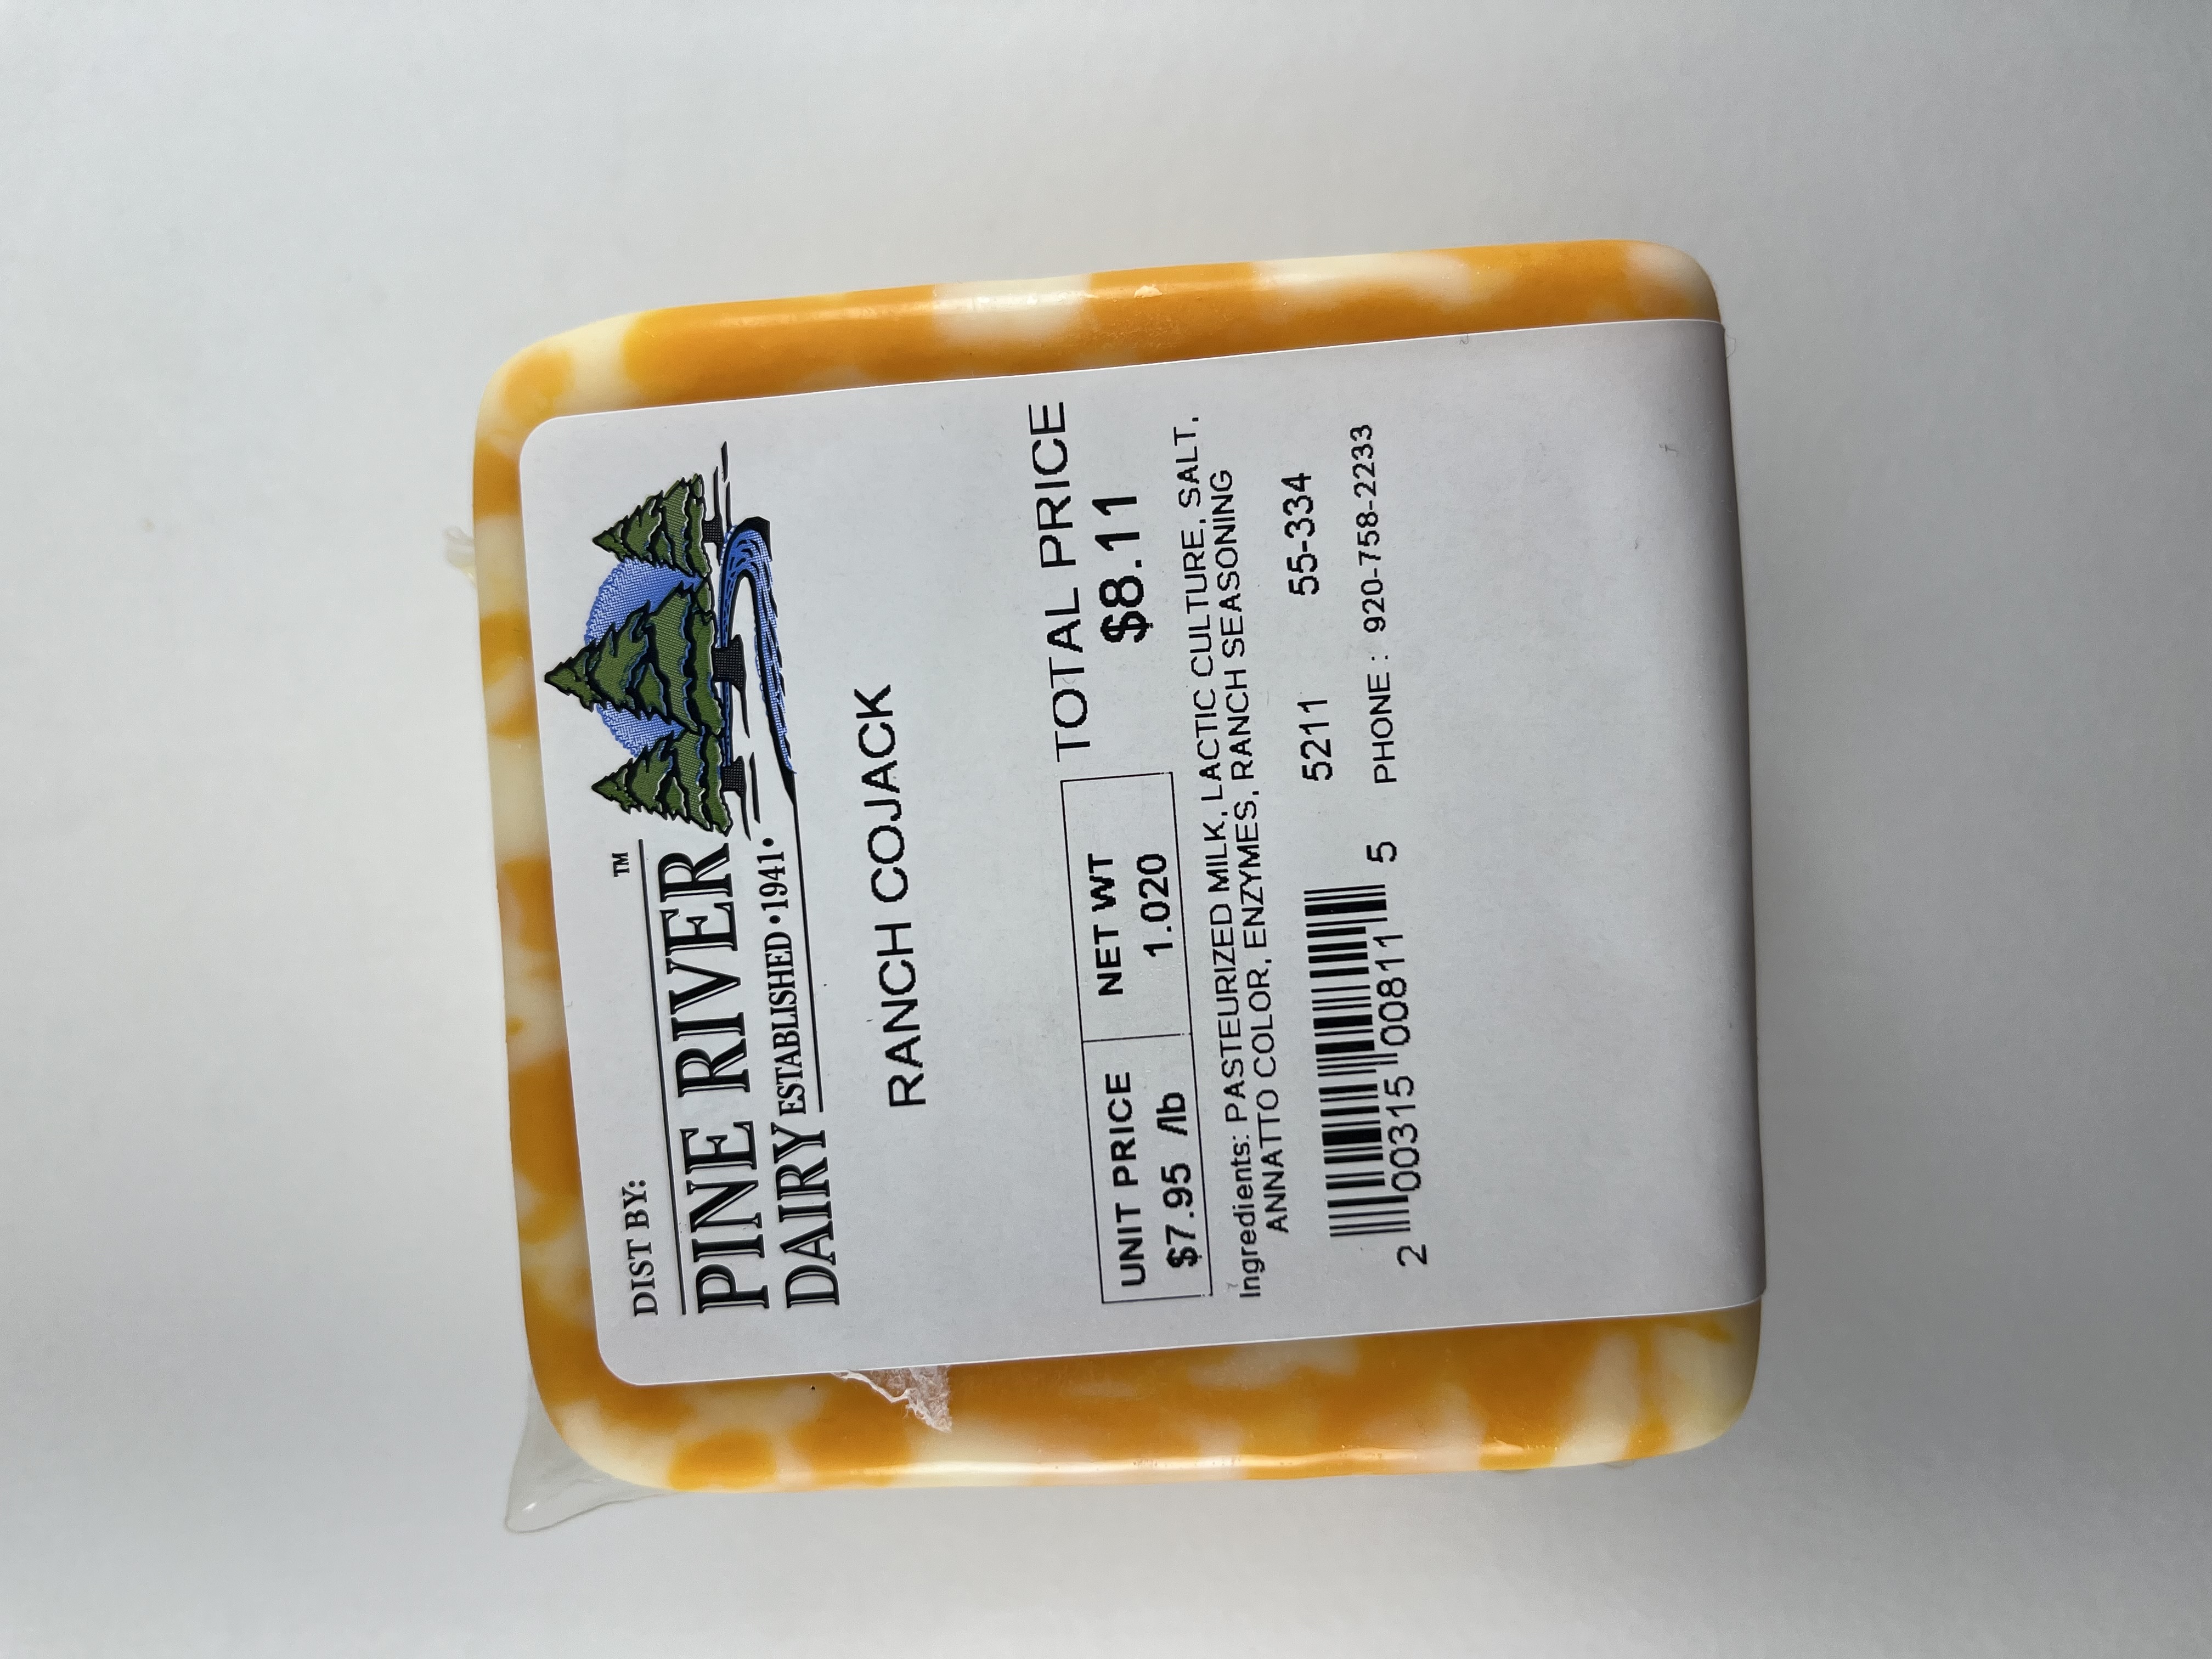 DIST BY:
PINE RIVER™
DAIRY ESTABLISHED • 1941 •
RANCH COJACK
UNIT PRICE NET WT TOTAL PRICE
$7.95 /lb 1.020 $8.11
Ingredients: PASTEURIZED MILK, LACTIC CULTURE, SALT,
ANNATTO COLOR, ENZYMES, RANCH SEASONING
5211 55-334
PHONE : 920-758-2233
2 00315 00811 5